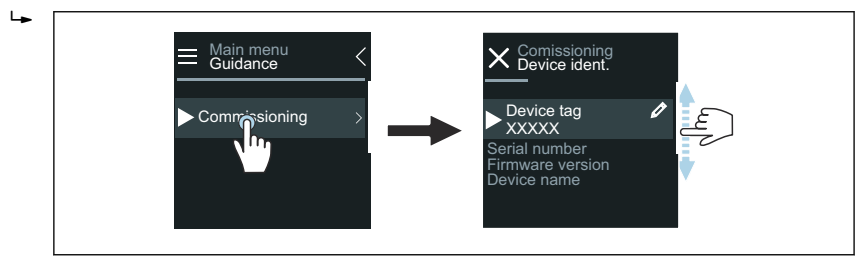 Main menu
Guidance
Commissioning
Comissioning
Device ident.
Device tag
XXXXX
Serial number
Firmware version
Device name